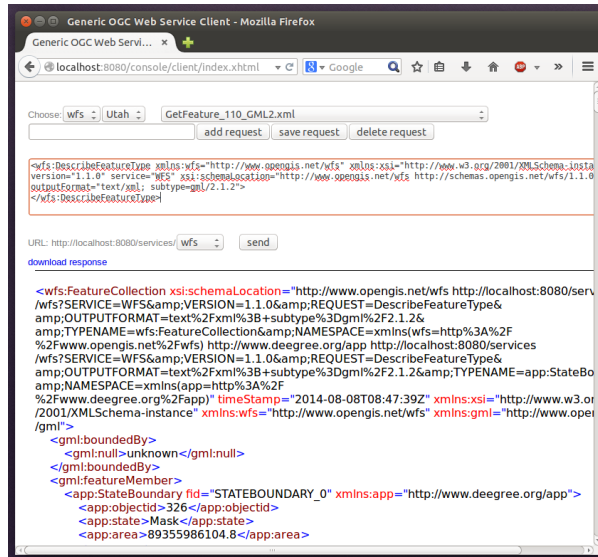 Generic OGC Web Service Client - Mozilla Firefox
Generic OGC Web Servi...
localhost:8080/console/client/index.xhtml Google
Choose: wfs Utah GetFeature_110_GML2.xml
add request save request delete request
<wfs:DescribeFeatureType xmlns:wfs="http://www.opengis.net/wfs" xmlns:xsi="http://www.w3.org/2001/XMLSchema-insta
version="1.1.0" service="WFS" xsi:schemaLocation="http://www.opengis.net/wfs http://schemas.opengis.net/wfs/1.1.0
outputFormat="text/xml; subtype=gml/2.1.2">
</wfs:DescribeFeatureType>
URL: http://localhost:8080/services/ wfs send
download response
<wfs:FeatureCollection xsi:schemaLocation="http://www.opengis.net/wfs http://localhost:8080/serv
/wfs?SERVICE=WFS&amp;VERSION=1.1.0&amp;REQUEST=DescribeFeatureType&
amp;OUTPUTFORMAT=text%2Fxml%3B+subtype%3Dgml%2F2.1.2&
amp;TYPENAME=wfs:FeatureCollection&amp;NAMESPACE=xmlns(wfs=http%3A%2F
%2Fwww.opengis.net%2Fwfs) http://www.deegree.org/app http://localhost:8080/services
/wfs?SERVICE=WFS&amp;VERSION=1.1.0&amp;REQUEST=DescribeFeatureType&
amp;OUTPUTFORMAT=text%2Fxml%3B+subtype%3Dgml%2F2.1.2&amp;TYPENAME=app:StateBo
amp;NAMESPACE=xmlns(app=http%3A%2F
%2Fwww.deegree.org%2Fapp)" timeStamp="2014-08-08T08:47:39Z" xmlns:xsi="http://www.w3.or
/2001/XMLSchema-instance" xmlns:wfs="http://www.opengis.net/wfs" xmlns:gml="http://www.open
/gml">
<gml:boundedBy>
<gml:null>unknown</gml:null>
</gml:boundedBy>
<gml:featureMember>
<app:StateBoundary fid="STATEBOUNDARY_0" xmlns:app="http://www.deegree.org/app">
<app:objectid>326</app:objectid>
<app:state>Mask</app:state>
<app:area>89355986104.8</app:area>